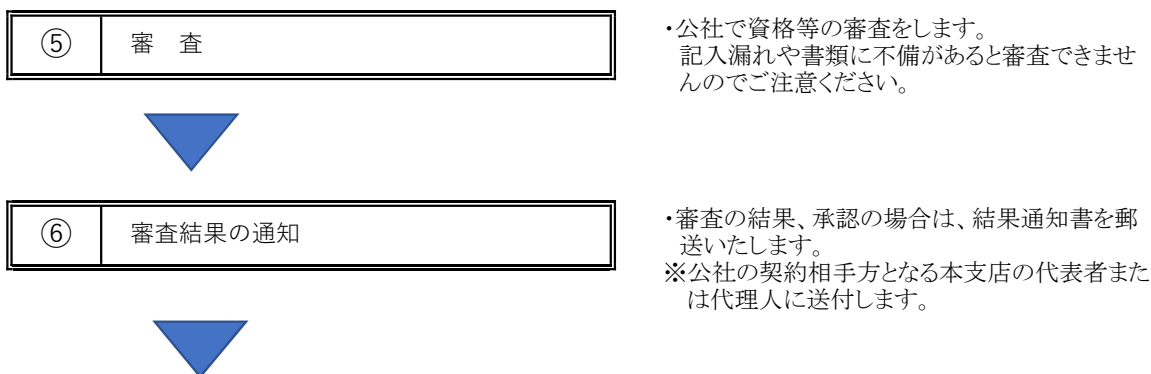 ⑤ 審　査
・公社で資格等の審査をします。
記入漏れや書類に不備があると審査できませ
んのでご注意ください。
⑥ 審査結果の通知
・審査の結果、承認の場合は、結果通知書を郵
送いたします。
※公社の契約相手方となる本支店の代表者また
は代理人に送付します。